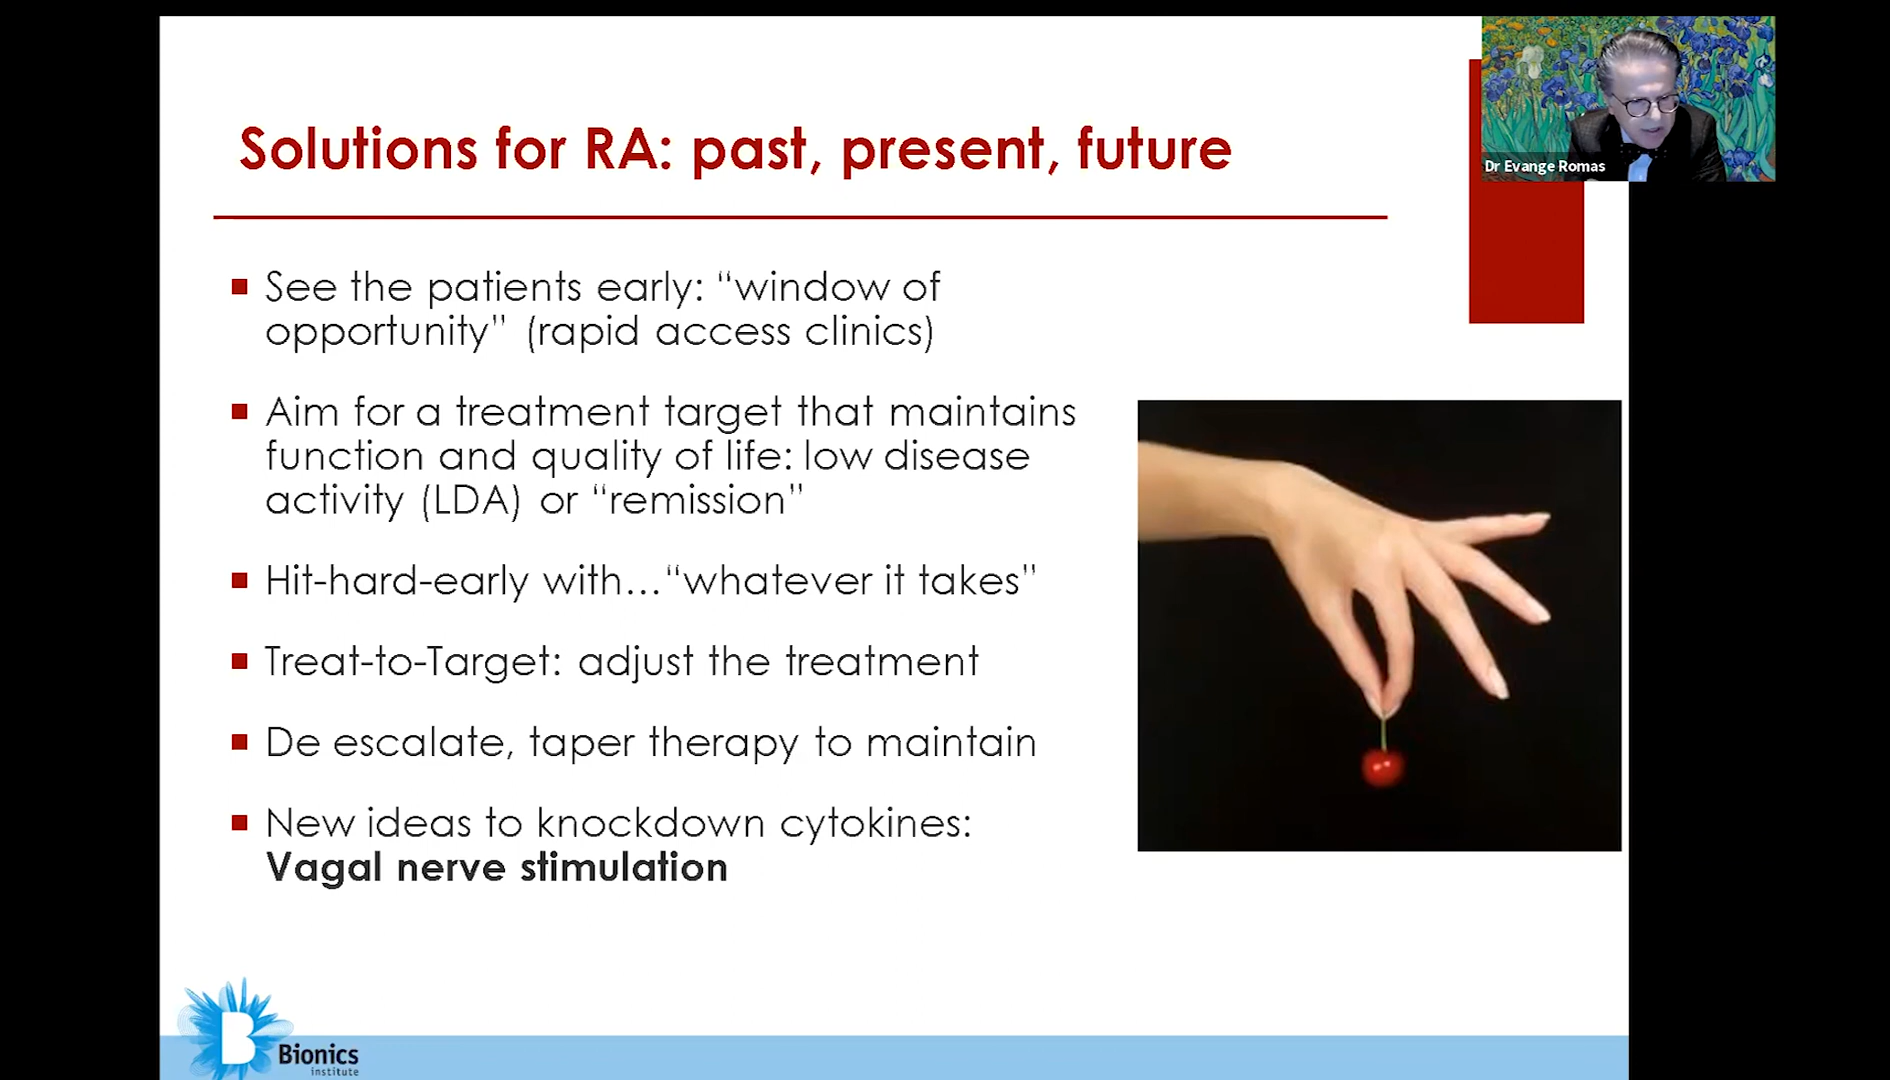 Dr Evange Romas
Solutions for RA: past, present, future
See the patients early: “window of
opportunity” (rapid access clinics)
Aim for a treatment target that maintains
function and quality of life: low disease
activity (LDA) or “remission”
Hit-hard-early with…“whatever it takes”
Treat-to-Target: adjust the treatment
De escalate, taper therapy to maintain
New ideas to knockdown cytokines:
Vagal nerve stimulation
B
Bionics
institute